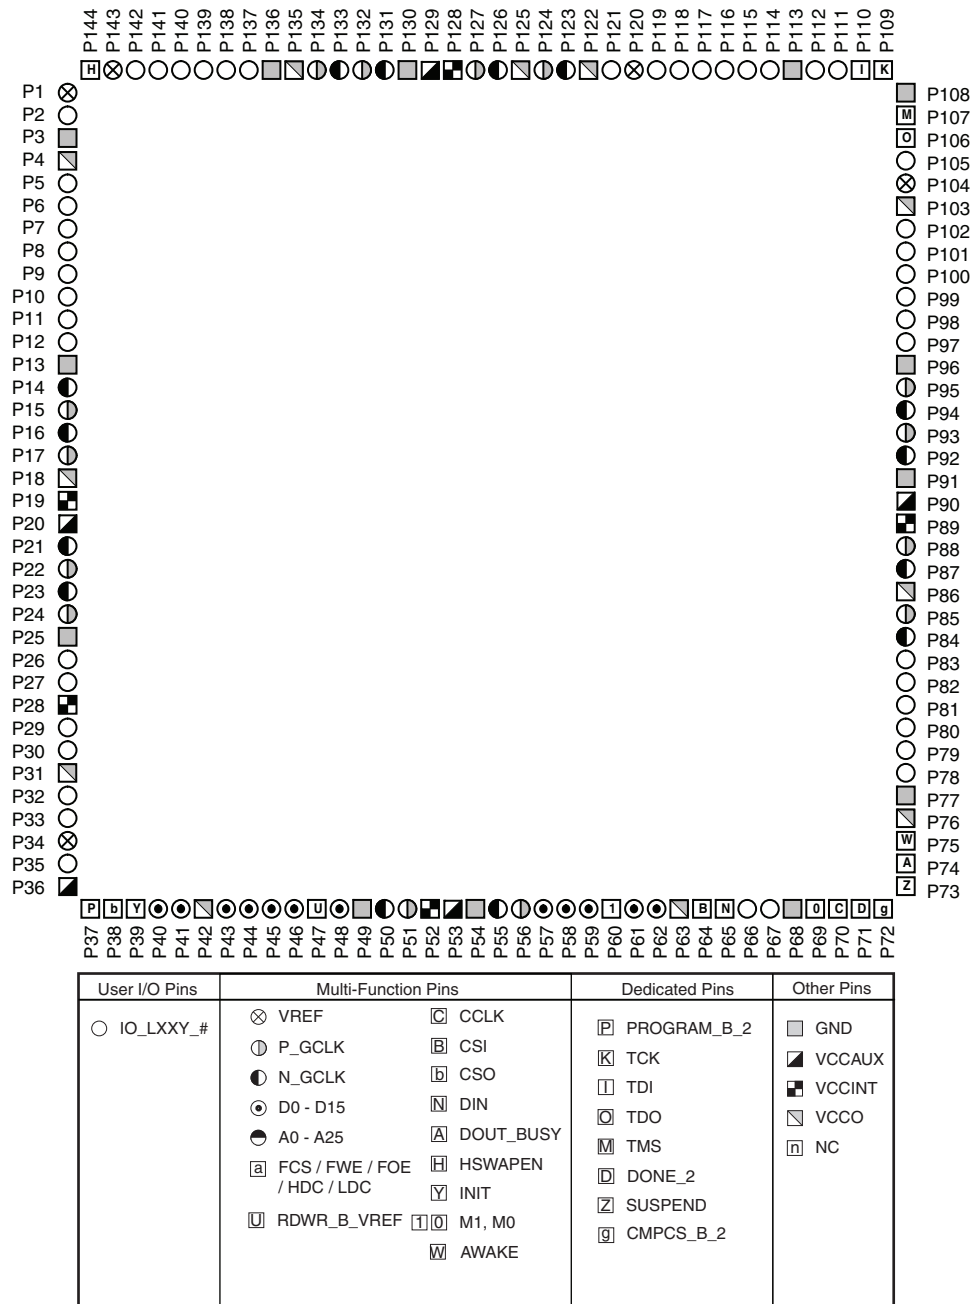 P144 P143 P142 P141 P140 P139 P138 P137 P136 P135 P134 P133 P132 P131 P130 P129 P128 P127 P126 P125 P124 P123 P122 P121 P120 P119 P118 P117 P116 P115 P114 P113 P112 P111 P110 P109
H I K
P1 P108
P2 M P107
P3 O P106
P4 P105
P5 P104
P6 P103
P7 P102
P8 P101
P9 P100
P10 P99
P11 P98
P12 P97
P13 P96
P14 P95
P15 P94
P16 P93
P17 P92
P18 P91
P19 P90
P20 P89
P21 P88
P22 P87
P23 P86
P24 P85
P25 P84
P26 P83
P27 P82
P28 P81
P29 P80
P30 P79
P31 P78
P32 P77
P33 P76
P34 W P75
P35 A P74
P36 Z P73
P b Y U 1 B N 0 C D g
P37 P38 P39 P40 P41 P42 P43 P44 P45 P46 P47 P48 P49 P50 P51 P52 P53 P54 P55 P56 P57 P58 P59 P60 P61 P62 P63 P64 P65 P66 P67 P68 P69 P70 P71 P72
User I/O Pins
IO_LXXY_#
Multi-Function Pins
VREF
P_GCLK
N_GCLK
D0 - D15
A0 - A25
a FCS / FWE / FOE
/ HDC / LDC
U RDWR_B_VREF
C CCLK
B CSI
b CSO
N DIN
A DOUT_BUSY
H HSWAPEN
Y INIT
1 0 M1, M0
W AWAKE
Dedicated Pins
P PROGRAM_B_2
K TCK
I TDI
O TDO
M TMS
D DONE_2
Z SUSPEND
g CMPCS_B_2
Other Pins
GND
VCCAUX
VCCINT
VCCO
n NC